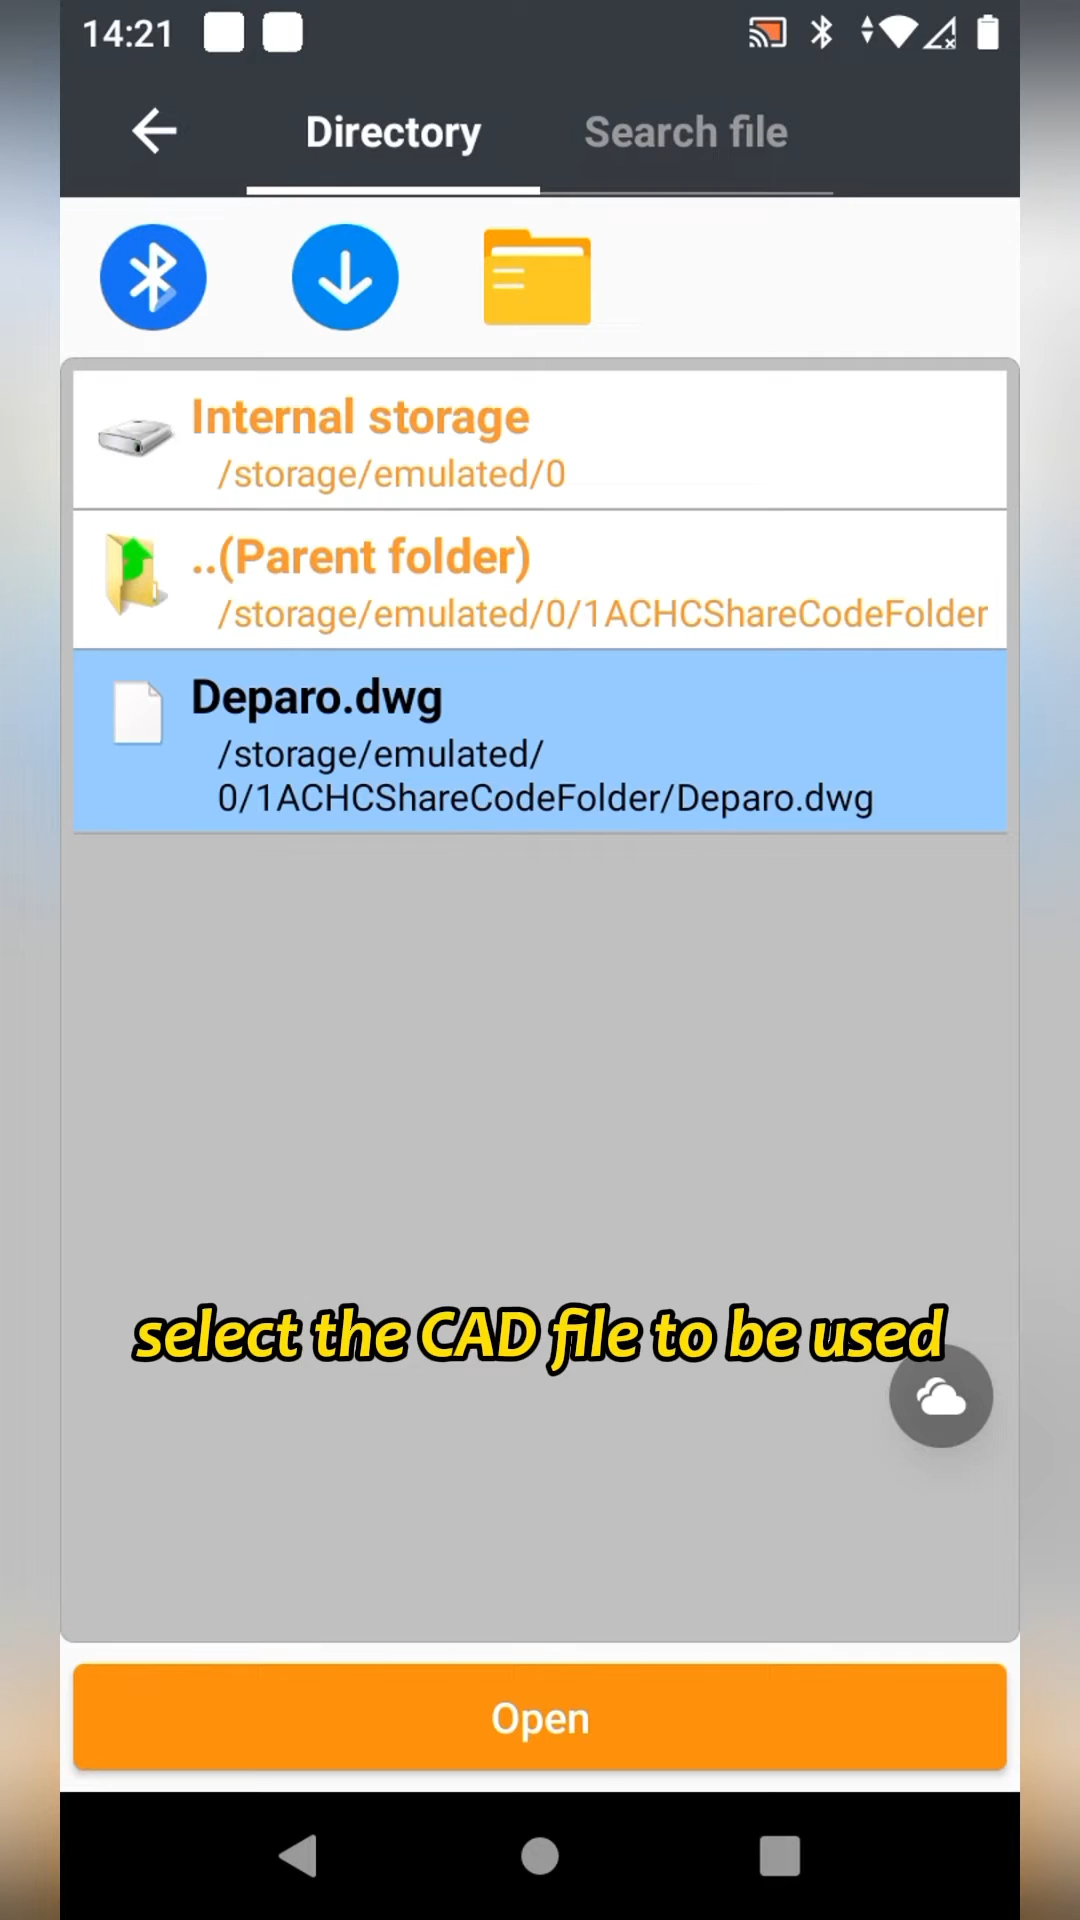 14:21
Directory
Search file
Internal storage
/storage/emulated/0
..(Parent folder)
/storage/emulated/0/1ACHCShareCodeFolder
Deparo.dwg
/storage/emulated/
0/1ACHCShareCodeFolder/Deparo.dwg
select the CAD file to be used
Open